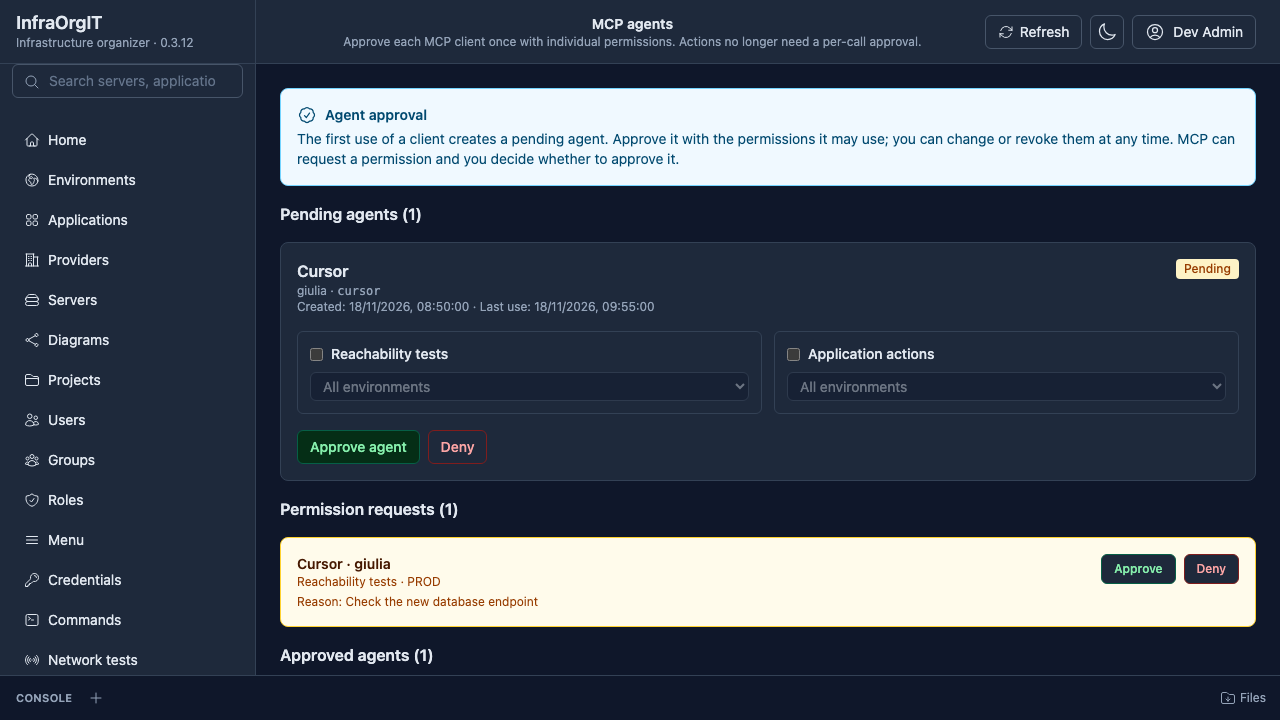 InfraOrgIT
Infrastructure organizer · 0.3.12
MCP agents
Approve each MCP client once with individual permissions. Actions no longer need a per-call approval.
Refresh
Dev Admin
Search servers, applicatio
Home
Environments
Applications
Providers
Servers
Diagrams
Projects
Users
Groups
Roles
Menu
Credentials
Commands
Network tests
Agent approval
The first use of a client creates a pending agent. Approve it with the permissions it may use; you can change or revoke them at any time. MCP can
request a permission and you decide whether to approve it.
Pending agents (1)
Cursor
Pending
giulia · cursor
Created: 18/11/2026, 08:50:00 · Last use: 18/11/2026, 09:55:00
Reachability tests
All environments
Application actions
All environments
Approve agent
Deny
Permission requests (1)
Cursor · giulia
Reachability tests · PROD
Reason: Check the new database endpoint
Approve
Deny
Approved agents (1)
CONSOLE
Files